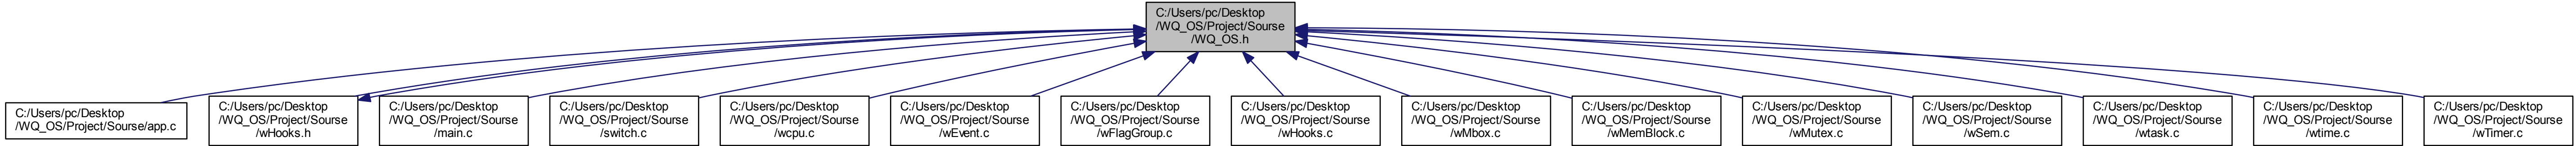 C:/Users/pc/Desktop
/WQ_OS/Project/Sourse
/WQ_OS.h
C:/Users/pc/Desktop
/WQ_OS/Project/Sourse/app.c
C:/Users/pc/Desktop
/WQ_OS/Project/Sourse
/wHooks.h
C:/Users/pc/Desktop
/WQ_OS/Project/Sourse
/main.c
C:/Users/pc/Desktop
/WQ_OS/Project/Sourse
/switch.c
C:/Users/pc/Desktop
/WQ_OS/Project/Sourse
/wcpu.c
C:/Users/pc/Desktop
/WQ_OS/Project/Sourse
/wEvent.c
C:/Users/pc/Desktop
/WQ_OS/Project/Sourse
/wFlagGroup.c
C:/Users/pc/Desktop
/WQ_OS/Project/Sourse
/wHooks.c
C:/Users/pc/Desktop
/WQ_OS/Project/Sourse
/wMbox.c
C:/Users/pc/Desktop
/WQ_OS/Project/Sourse
/wMemBlock.c
C:/Users/pc/Desktop
/WQ_OS/Project/Sourse
/wMutex.c
C:/Users/pc/Desktop
/WQ_OS/Project/Sourse
/wSem.c
C:/Users/pc/Desktop
/WQ_OS/Project/Sourse
/wtask.c
C:/Users/pc/Desktop
/WQ_OS/Project/Sourse
/wtime.c
C:/Users/pc/Desktop
/WQ_OS/Project/Sourse
/wTimer.c